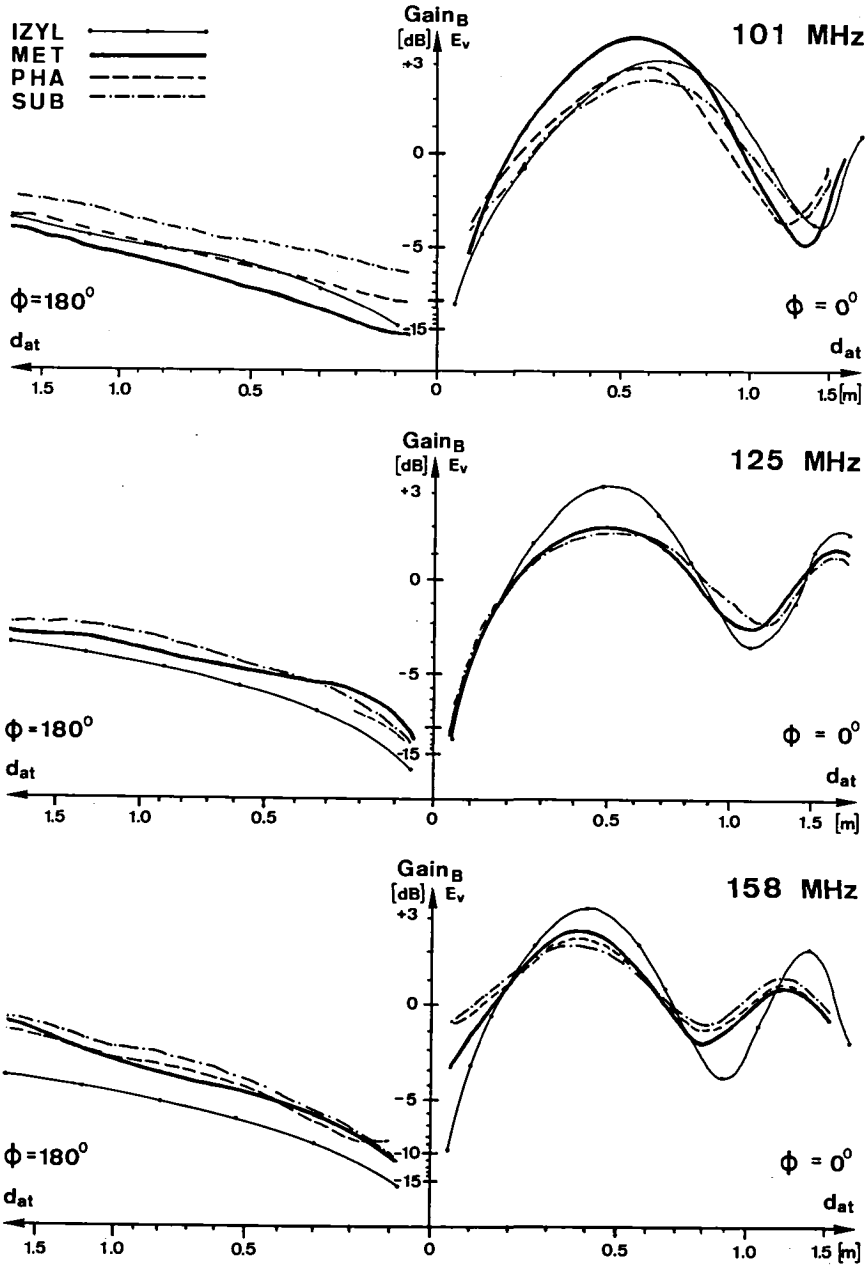 IZYL
MET
PHA
SUB
Gain_B
[dB] E_v
101 MHz
+3
0
-5
-15
ϕ=180°
ϕ = 0°
d_at
d_at
1.5 1.0 0.5 0 0.5 1.0 1.5 [m]
Gain_B
[dB] E_v
125 MHz
+3
0
-5
-15
ϕ=180°
ϕ = 0°
d_at
d_at
1.5 1.0 0.5 0 0.5 1.0 1.5 [m]
Gain_B
[dB] E_v
158 MHz
+3
0
-5
-10
-15
ϕ=180°
ϕ = 0°
d_at
d_at
1.5 1.0 0.5 0 0.5 1.0 1.5 [m]